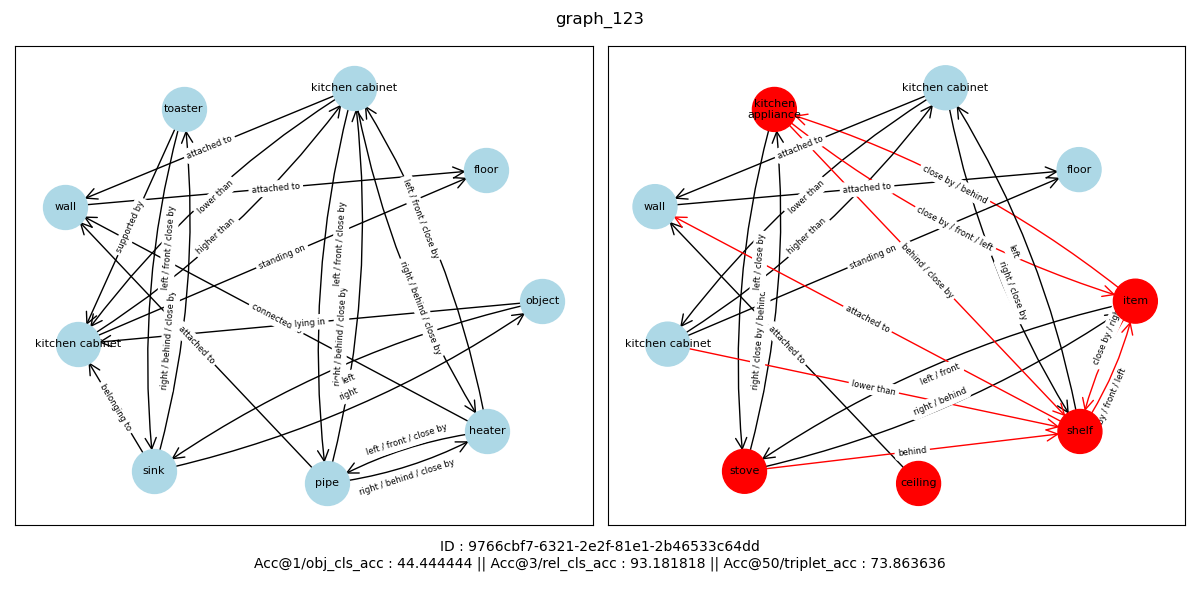 graph_123
kitchen cabinet
toaster
attached to
floor
wall
attached to
lower than
supported by
left / front / close by
left / front / close by
left / front / close by
higher than
standing on
object
right / behind / close by
connected
lying in
right / behind / close by
right / behind / close by
kitchen cabinet
attached to
left
right
belonging to
heater
left / front / close by
right / behind / close by
sink
pipe
kitchen cabinet
kitchen
appliance
attached to
floor
close by / behind
wall
attached to
lower than
close by / front / left
higher than
standing on
left
behind / close by
left / close by
right / close by
item
right / close by / behind
attached to
attached to
kitchen cabinet
close by / righ
left / front
lower than
right / behind
by / front / left
shelf
behind
stove
ceiling
ID : 9766cbf7-6321-2e2f-81e1-2b46533c64dd
Acc@1/obj_cls_acc : 44.444444 || Acc@3/rel_cls_acc : 93.181818 || Acc@50/triplet_acc : 73.863636